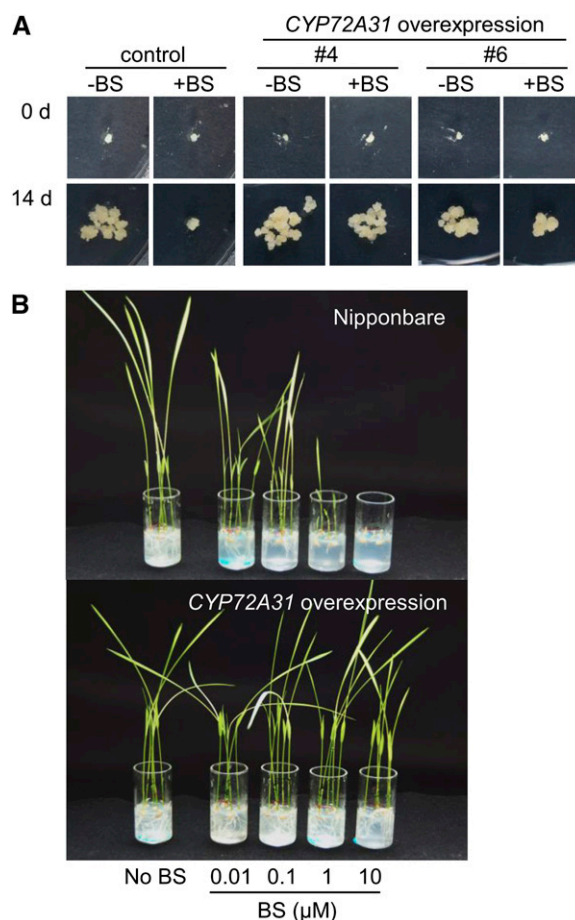 A
CYP72A31 overexpression
control #4 #6
-BS +BS -BS +BS -BS +BS
0 d
14 d
B
Nipponbare
CYP72A31 overexpression
No BS 0.01 0.1 1 10
BS (μM)